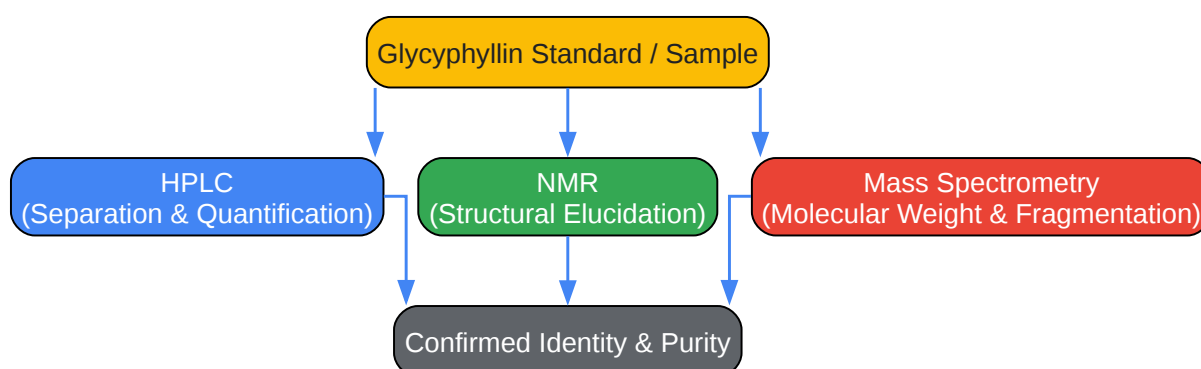 Glycyphyllin Standard / Sample
HPLC
(Separation & Quantification)
NMR
(Structural Elucidation)
Mass Spectrometry
(Molecular Weight & Fragmentation)
Confirmed Identity & Purity